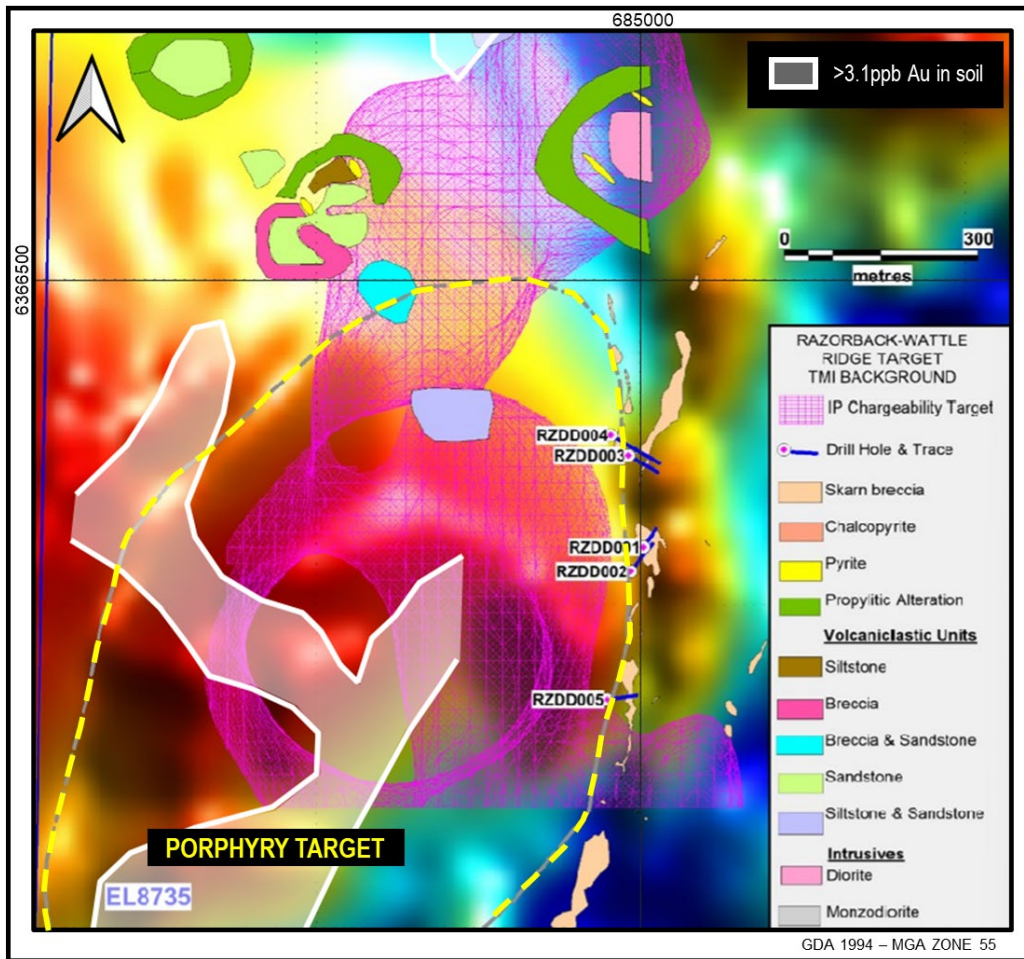 685000
>3.1ppb Au in soil
6366500
0 300
metres
RAZORBACK-WATTLE
RIDGE TARGET
TMI BACKGROUND
IP Chargeability Target
Drill Hole & Trace
Skarn breccia
Chalcopyrite
Pyrite
Propylitic Alteration
Volcaniclastic Units
Siltstone
Breccia
Breccia & Sandstone
Sandstone
Siltstone & Sandstone
Intrusives
Diorite
Monzodiorite
RZDD004
RZDD003
RZDD001
RZDD002
RZDD005
PORPHYRY TARGET
EL8735
GDA 1994 – MGA ZONE 55